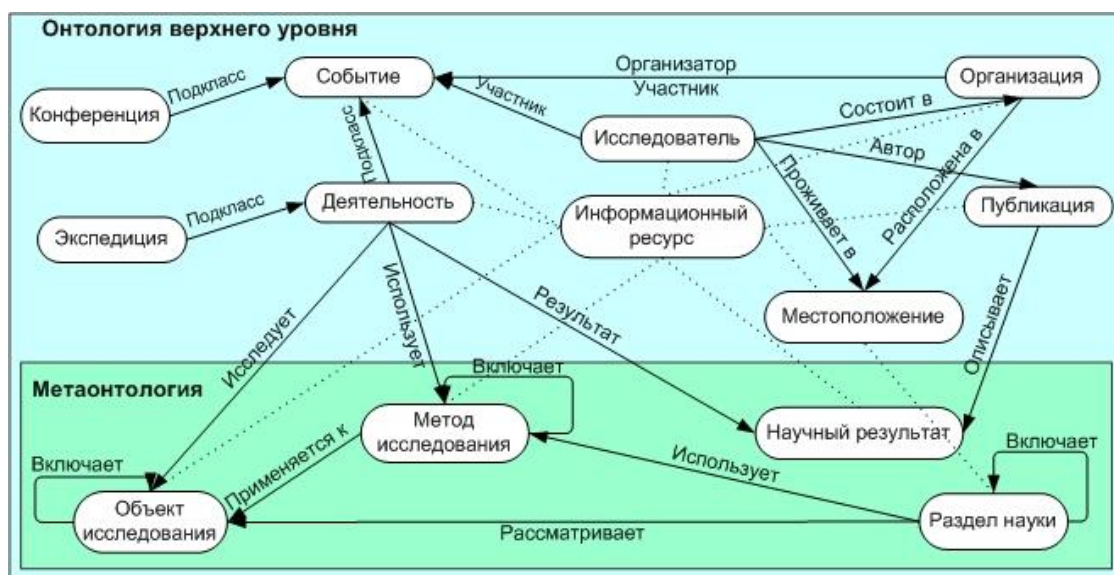 Онтология верхнего уровня
Конференция
Подкласс
Событие
Участник
Организатор
Участник
Организация
Исследователь
Состоит в
Автор
Подкласс
Экспедиция
Подкласс
Деятельность
Информационный
ресурс
Проживает в
Расположена в
Публикация
Местоположение
Исследует
Использует
Результат
Описывает
Метаонтология
Включает
Метод
исследования
Научный результат
Включает
Включает
Объект
исследования
Применяется к
Использует
Рассматривает
Раздел науки